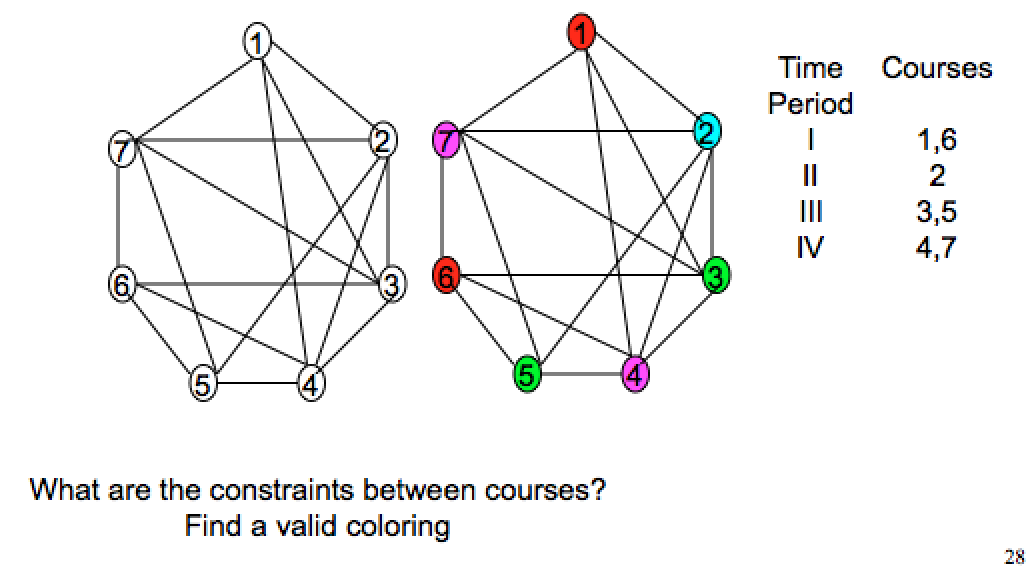 1
7
2
6
3
5
4
1
7
2
6
3
5
4
Time Courses
Period
I 1,6
II 2
III 3,5
IV 4,7
What are the constraints between courses?
Find a valid coloring
28